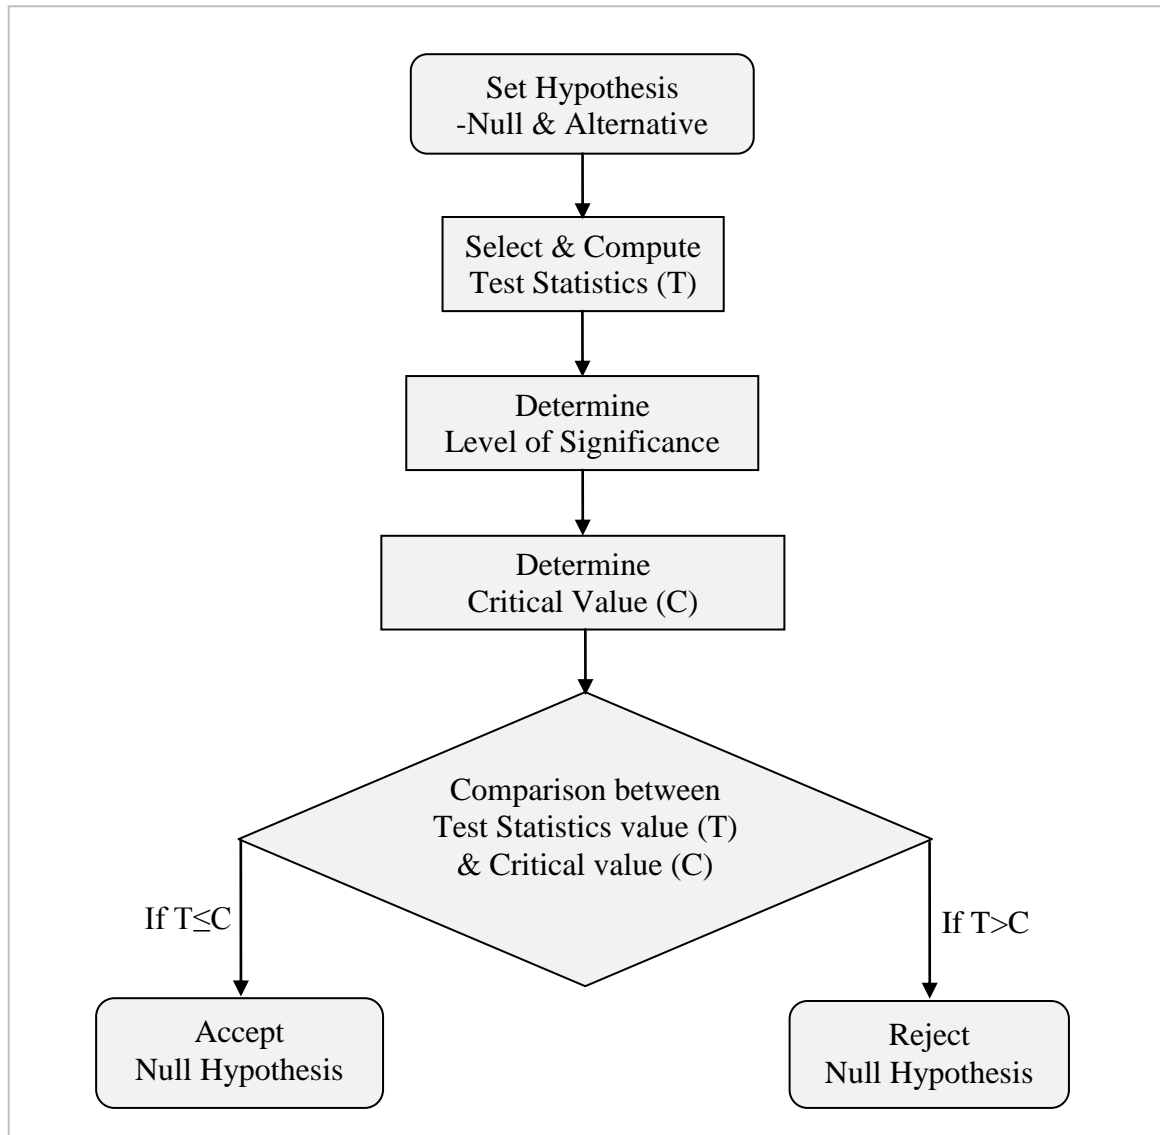 Set Hypothesis
-Null & Alternative
Select & Compute
Test Statistics (T)
Determine
Level of Significance
Determine
Critical Value (C)
Comparison between
Test Statistics value (T)
& Critical value (C)
If T≤C
If T>C
Accept
Null Hypothesis
Reject
Null Hypothesis